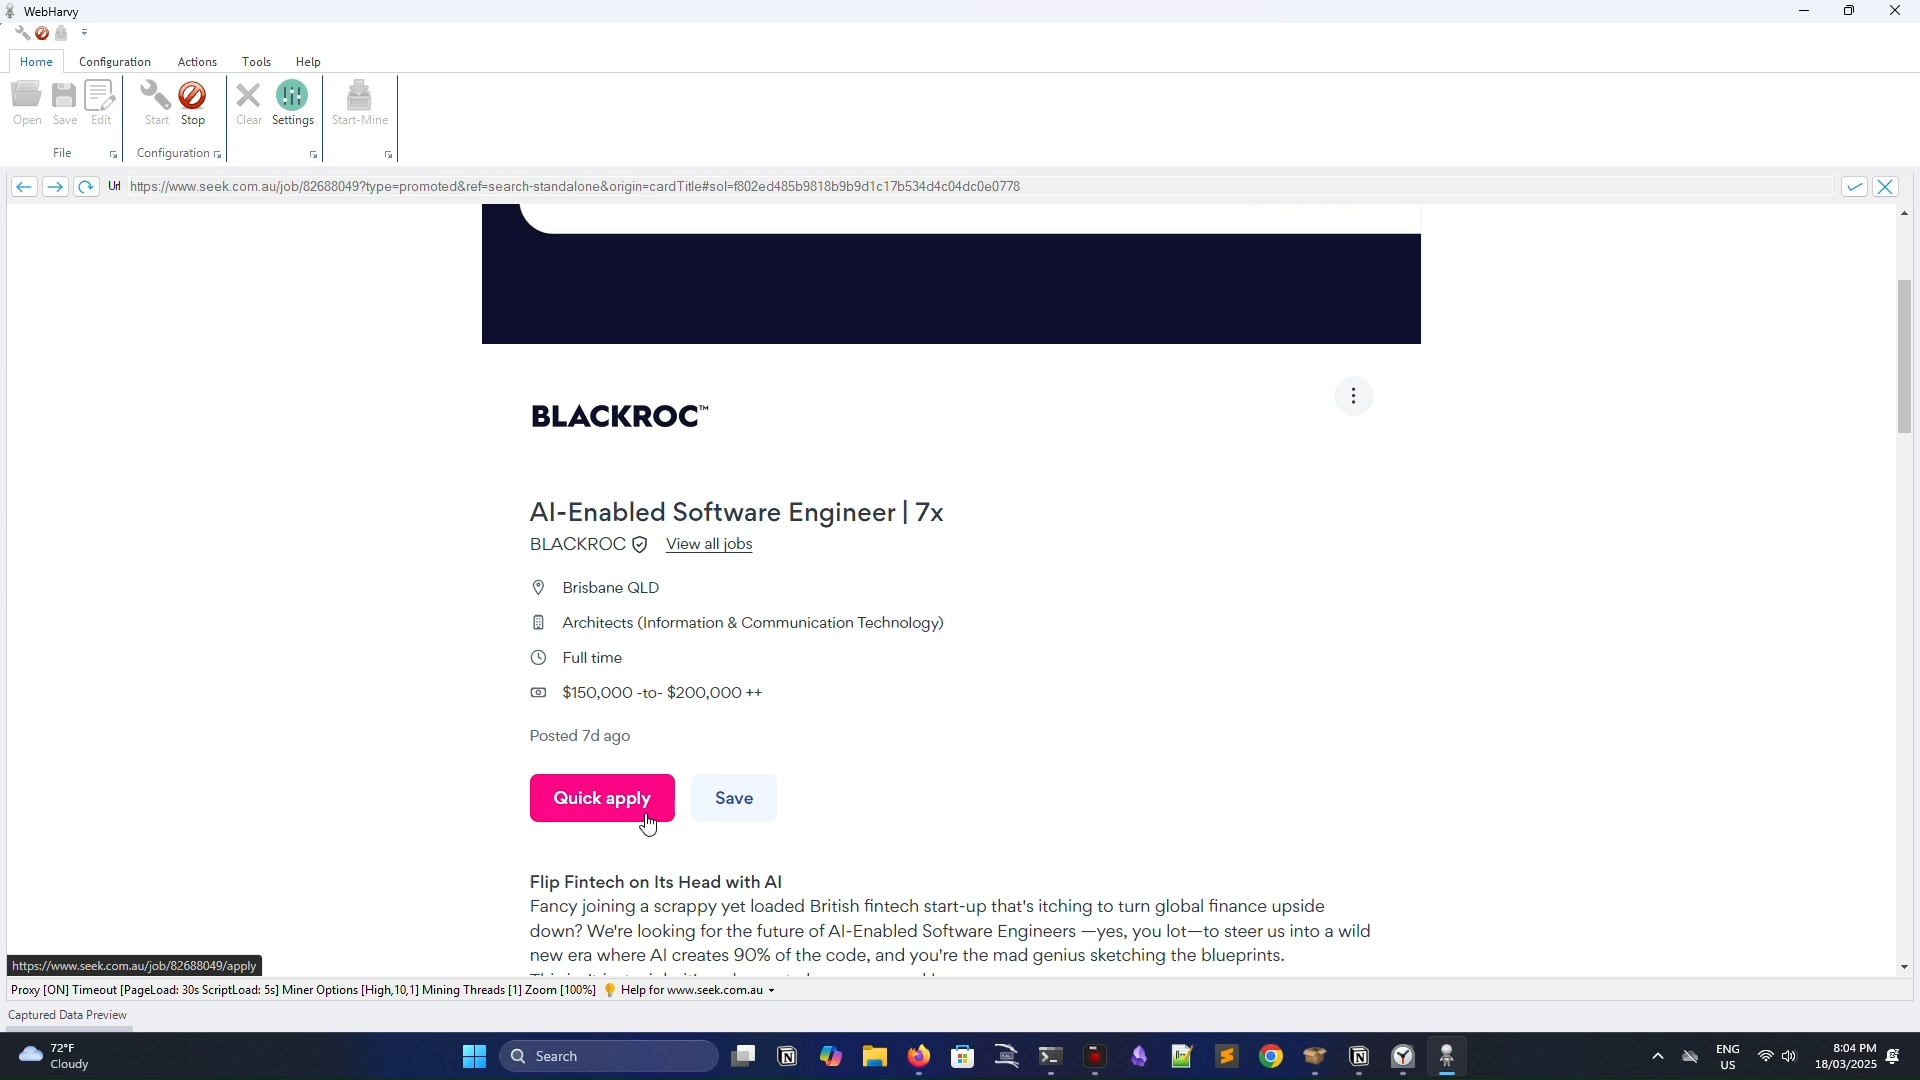 WebHarvy
Home Configuration Actions Tools Help
Open Save Edit Start Stop Clear Settings Start-Mine
File Configuration
Url https://www.seek.com.au/job/82688049?type=promoted&ref=search-standalone&origin=cardTitle#sol=f802ed485b9818b9b9d1c17b534d4c04dc0e0778
BLACKROC™
AI-Enabled Software Engineer | 7x
BLACKROC View all jobs
Brisbane QLD
Architects (Information & Communication Technology)
Full time
$150,000 -to- $200,000 ++
Posted 7d ago
Quick apply Save
Flip Fintech on Its Head with AI
Fancy joining a scrappy yet loaded British fintech start-up that's itching to turn global finance upside
down? We're looking for the future of AI-Enabled Software Engineers —yes, you lot—to steer us into a wild
new era where AI creates 90% of the code, and you're the mad genius sketching the blueprints.
https://www.seek.com.au/job/82688049/apply
Proxy [ON] Timeout [PageLoad: 30s ScriptLoad: 5s] Miner Options [High,10,1] Mining Threads [1] Zoom [100%] Help for www.seek.com.au
Captured Data Preview
72°F
Cloudy
Search
ENG
US
8:04 PM
18/03/2025